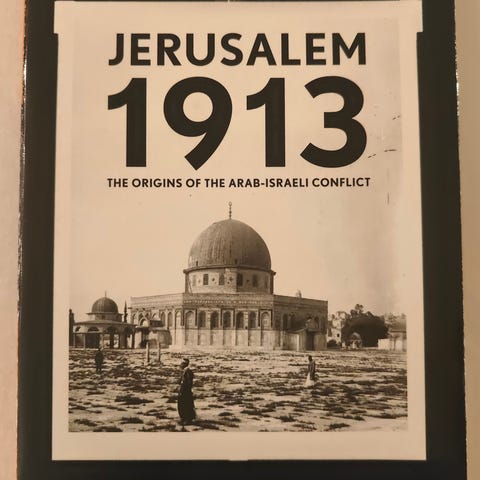 JERUSALEM
1913
THE ORIGINS OF THE ARAB-ISRAELI CONFLICT